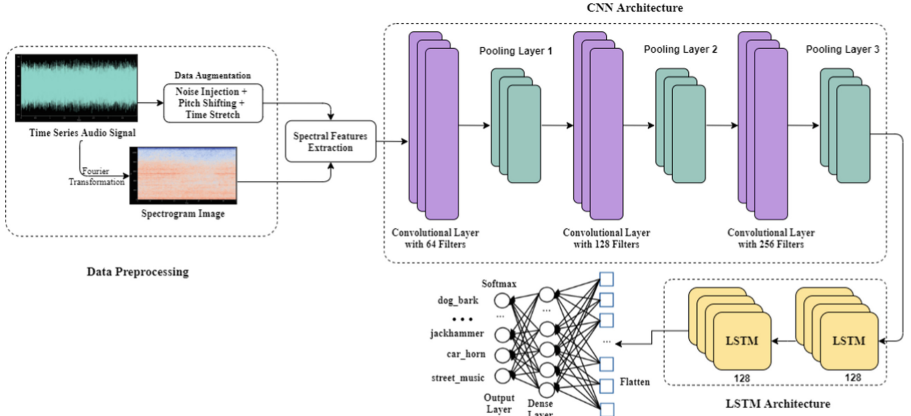 CNN Architecture
Pooling Layer 1
Pooling Layer 2
Pooling Layer 3
Data Augmentation
Noise Injection +
Pitch Shifting +
Time Stretch
Time Series Audio Signal
Spectral Features
Extraction
Fourier
Transformation
Spectrogram Image
Convolutional Layer
with 64 Filters
Convolutional Layer
with 128 Filters
Convolutional Layer
with 256 Filters
Data Preprocessing
Softmax
dog_bark
...
...
•••
jackhammer
car_horn
street_music
...
Flatten
LSTM
LSTM
128
128
Output
Layer
Dense
Layer
LSTM Architecture